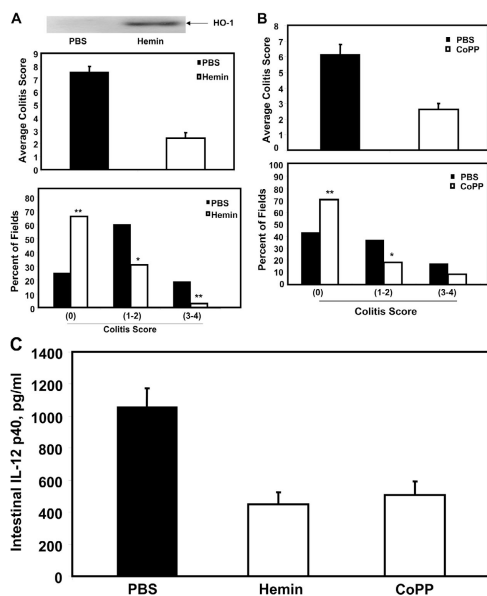 A
HO-1
PBS Hemin
Average Colitis Score
9
8
7
6
5
4
3
2
1
0
PBS
Hemin
Percent of Fields
80
70
60
50
40
30
20
10
0
PBS
Hemin
**
*
**
(0) (1-2) (3-4)
Colitis Score
B
Average Colitis Score
8
7
6
5
4
3
2
1
0
PBS
CoPP
Percent of Fields
100
90
80
70
60
50
40
30
20
10
0
PBS
CoPP
**
*
(0) (1-2) (3-4)
Colitis Score
C
Intestinal IL-12 p40, pg/ml
1400
1200
1000
800
600
400
200
0
PBS Hemin CoPP